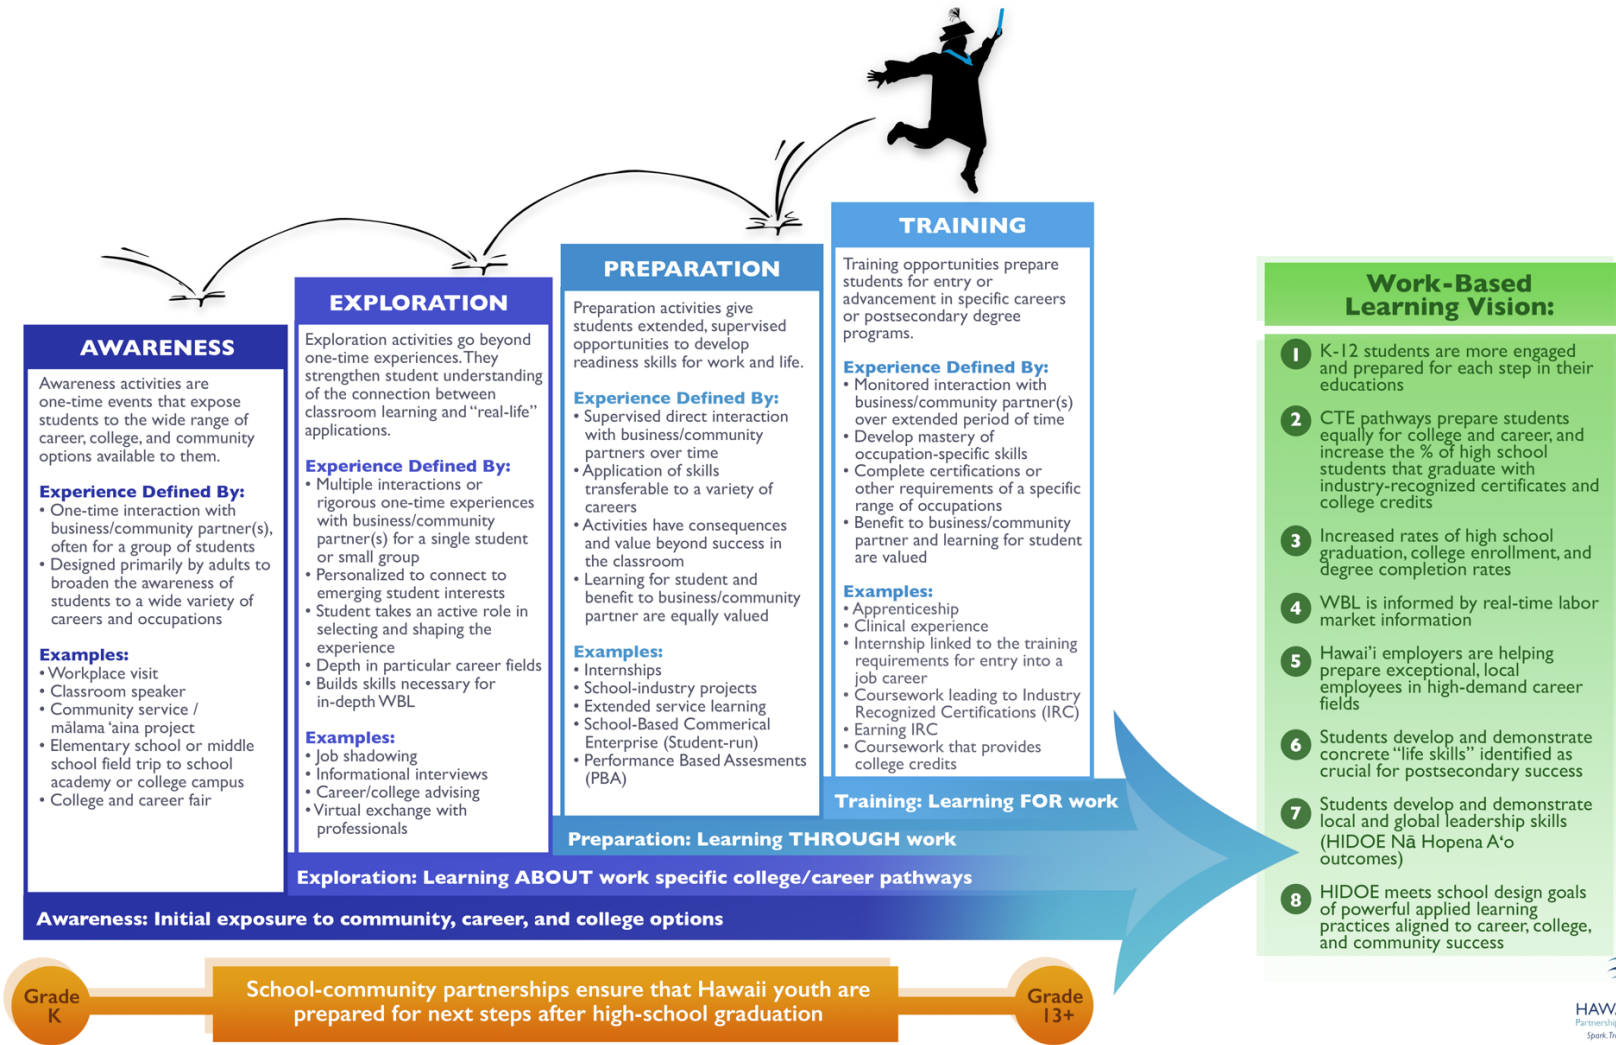 AWARENESS
Awareness activities are
one-time events that expose
students to the wide range of
career, college, and community
options available to them.
Experience Defined By:
• One-time interaction with
business/community partner(s),
often for a group of students
• Designed primarily by adults to
broaden the awareness of
students to a wide variety of
careers and occupations
Examples:
• Workplace visit
• Classroom speaker
• Community service /
mālama ‘aina project
• Elementary school or middle
school field trip to school
academy or college campus
• College and career fair
EXPLORATION
Exploration activities go beyond
one-time experiences. They
strengthen student understanding
of the connection between
classroom learning and “real-life”
applications.
Experience Defined By:
• Multiple interactions or
rigorous one-time experiences
with business/community
partner(s) for a single student
or small group
• Personalized to connect to
emerging student interests
• Student takes an active role in
selecting and shaping the
experience
• Depth in particular career fields
• Builds skills necessary for
in-depth WBL
Examples:
• Job shadowing
• Informational interviews
• Career/college advising
• Virtual exchange with
professionals
PREPARATION
Preparation activities give
students extended, supervised
opportunities to develop
readiness skills for work and life.
Experience Defined By:
• Supervised direct interaction
with business/community
partners over time
• Application of skills
transferable to a variety of
careers
• Activities have consequences
and value beyond success in
the classroom
• Learning for student and
benefit to business/community
partner are equally valued
Examples:
• Internships
• School-industry projects
• Extended service learning
• School-Based Commerical
Enterprise (Student-run)
• Performance Based Assesments
(PBA)
TRAINING
Training opportunities prepare
students for entry or
advancement in specific careers
or postsecondary degree
programs.
Experience Defined By:
• Monitored interaction with
business/community partner(s)
over extended period of time
• Develop mastery of
occupation-specific skills
• Complete certifications or
other requirements of a specific
range of occupations
• Benefit to business/community
partner and learning for student
are valued
Examples:
• Apprenticeship
• Clinical experience
• Internship linked to the training
requirements for entry into a
job career
• Coursework leading to Industry
Recognized Certifications (IRC)
• Earning IRC
• Coursework that provides
college credits
Training: Learning FOR work
Preparation: Learning THROUGH work
Exploration: Learning ABOUT work specific college/career pathways
Awareness: Initial exposure to community, career, and college options
Grade
K
School-community partnerships ensure that Hawaii youth are
prepared for next steps after high-school graduation
Grade
13+
Work-Based
Learning Vision:
1 K-12 students are more engaged
and prepared for each step in their
educations
2 CTE pathways prepare students
equally for college and career, and
increase the % of high school
students that graduate with
industry-recognized certificates and
college credits
3 Increased rates of high school
graduation, college enrollment, and
degree completion rates
4 WBL is informed by real-time labor
market information
5 Hawai‘i employers are helping
prepare exceptional, local
employees in high-demand career
fields
6 Students develop and demonstrate
concrete “life skills” identified as
crucial for postsecondary success
7 Students develop and demonstrate
local and global leadership skills
(HIDOE Nā Hopena A‘o
outcomes)
8 HIDOE meets school design goals
of powerful applied learning
practices aligned to career, college,
and community success